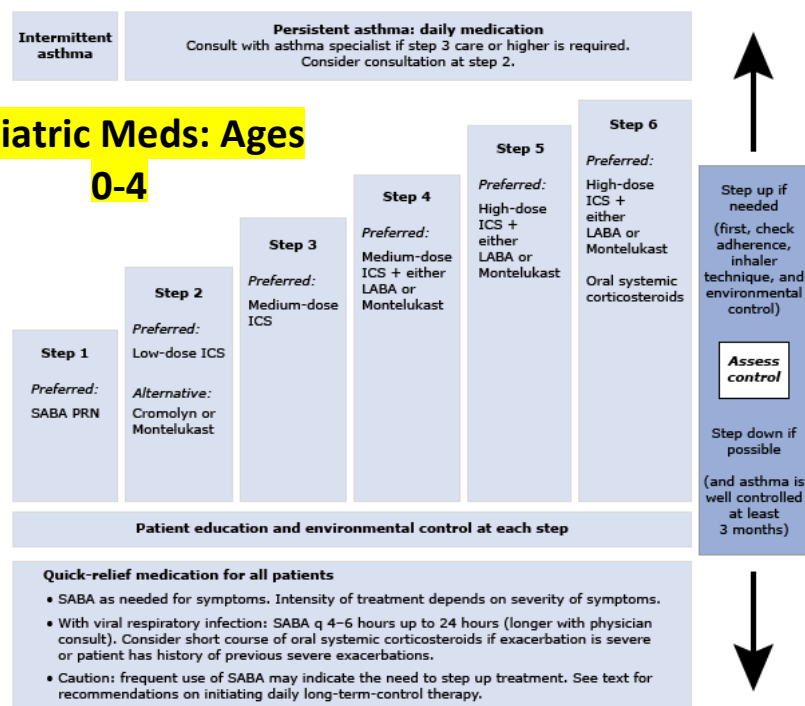 Intermittent
asthma
Persistent asthma: daily medication
Consult with asthma specialist if step 3 care or higher is required.
Consider consultation at step 2.
iatric Meds: Ages
0-4
Step 1
Preferred:
SABA PRN
Step 2
Preferred:
Low-dose ICS
Alternative:
Cromolyn or
Montelukast
Step 3
Preferred:
Medium-dose
ICS
Step 4
Preferred:
Medium-dose
ICS + either
LABA or
Montelukast
Step 5
Preferred:
High-dose
ICS +
either
LABA or
Montelukast
Step 6
Preferred:
High-dose
ICS +
either
LABA or
Montelukast
Oral systemic
corticosteroids
Step up if
needed
(first, check
adherence,
inhaler
technique, and
environmental
control)
Assess
control
Step down if
possible
(and asthma is
well controlled
at least
3 months)
Patient education and environmental control at each step
Quick-relief medication for all patients
• SABA as needed for symptoms. Intensity of treatment depends on severity of symptoms.
• With viral respiratory infection: SABA q 4–6 hours up to 24 hours (longer with physician
consult). Consider short course of oral systemic corticosteroids if exacerbation is severe
or patient has history of previous severe exacerbations.
• Caution: frequent use of SABA may indicate the need to step up treatment. See text for
recommendations on initiating daily long-term-control therapy.